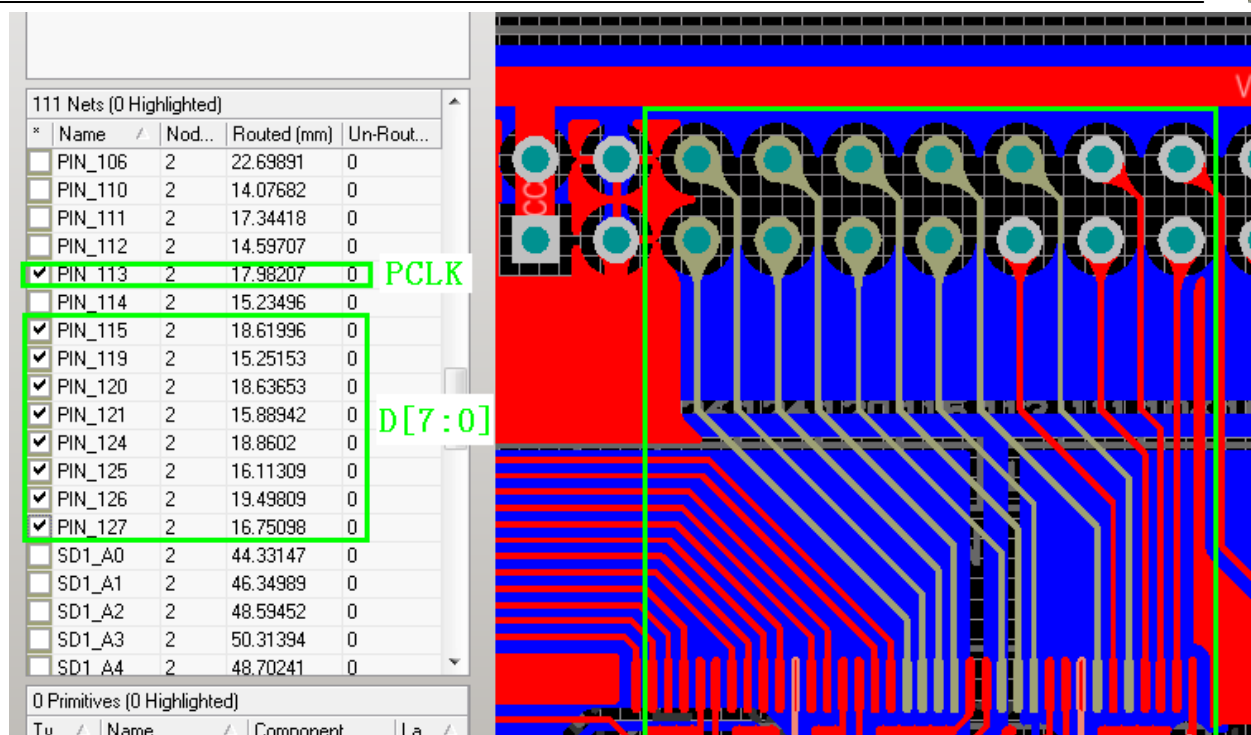 111 Nets (0 Highlighted)
* Name Nod... Routed (mm) Un-Rout...
PIN_106 2 22.69891 0
PIN_110 2 14.07682 0
PIN_111 2 17.34418 0
PIN_112 2 14.59707 0
PIN_113 2 17.98207 0 PCLK
PIN_114 2 15.23496 0
PIN_115 2 18.61996 0
PIN_119 2 15.25153 0
PIN_120 2 18.63653 0
PIN_121 2 15.88942 0
D[7:0]
PIN_124 2 18.8602 0
PIN_125 2 16.11309 0
PIN_126 2 19.49809 0
PIN_127 2 16.75098 0
SD1_A0 2 44.33147 0
SD1_A1 2 46.34989 0
SD1_A2 2 48.59452 0
SD1_A3 2 50.31394 0
SD1_A4 2 48.70241 0
0 Primitives (0 Highlighted)
Ty Name Component La